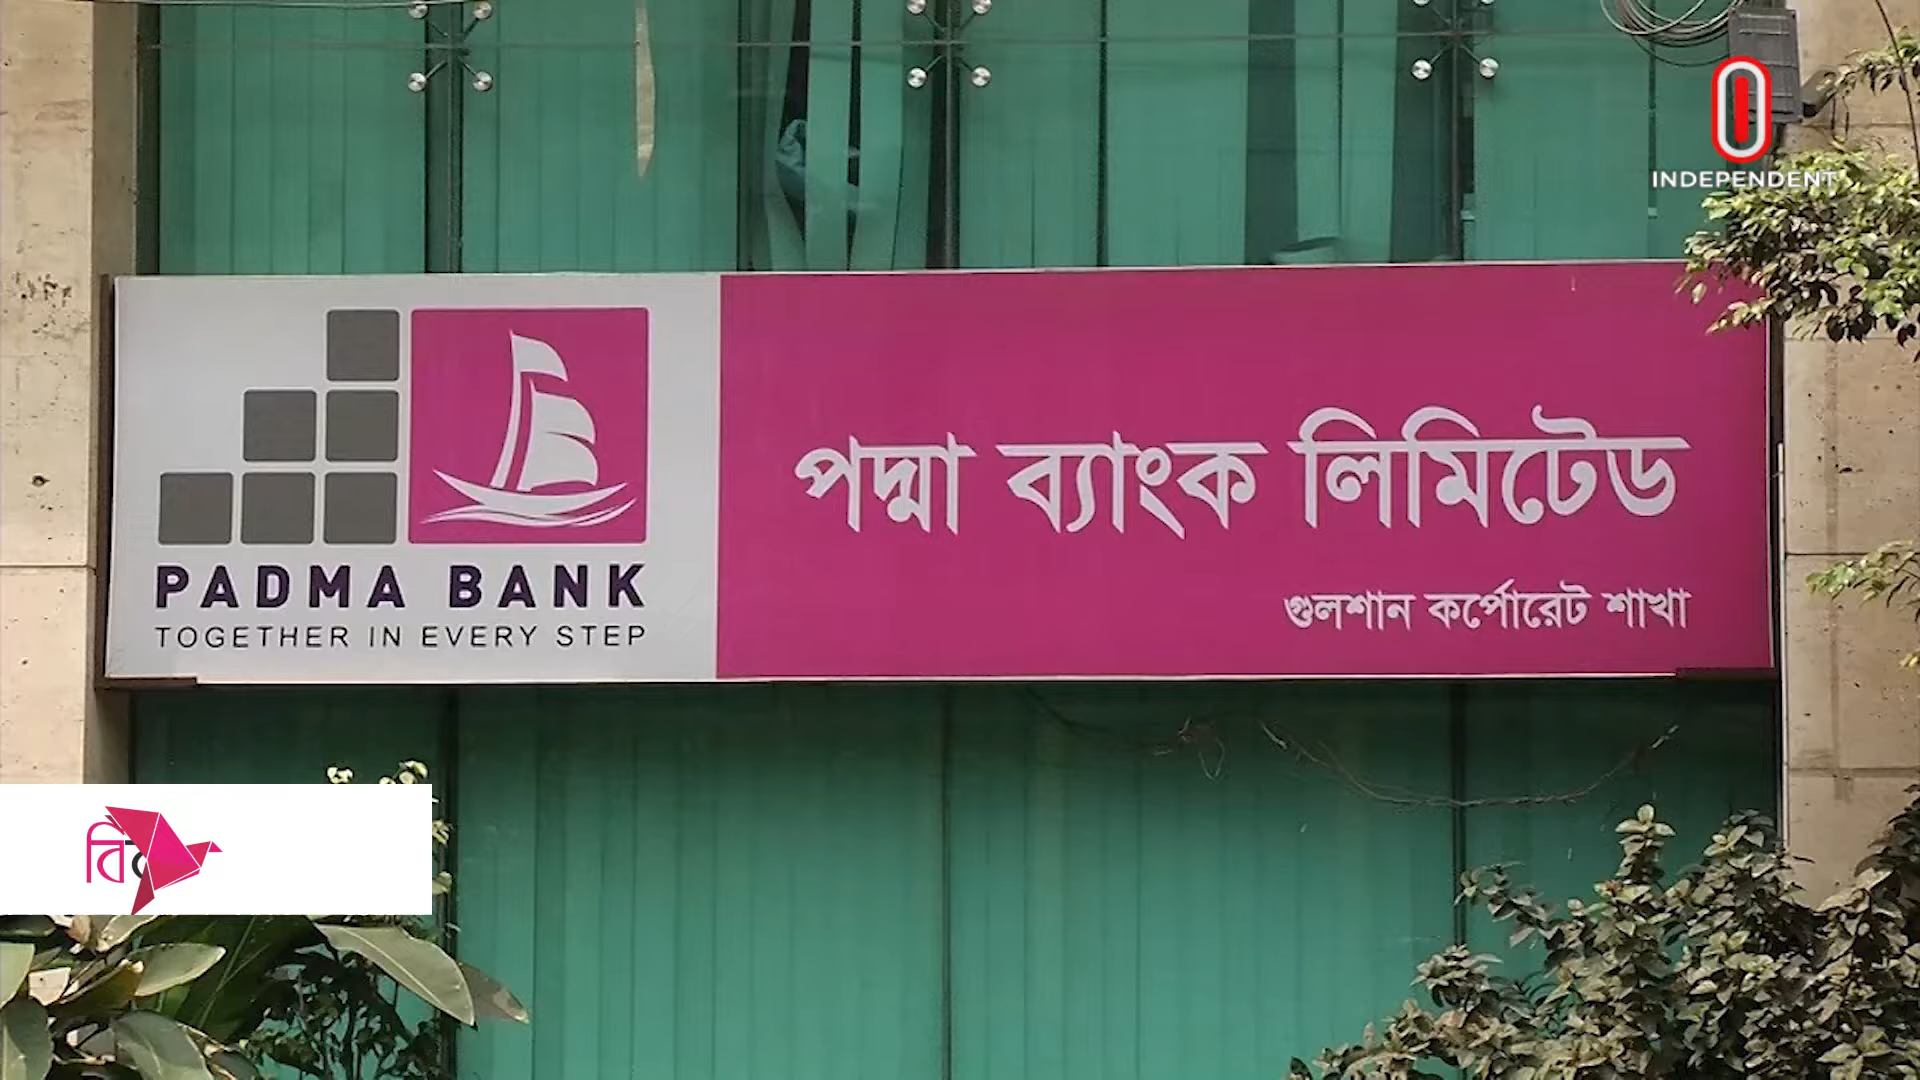 INDEPENDENT
পদ্মা ব্যাংক লিমিটেড
গুলশান কর্পোরেট শাখা
PADMA BANK
TOGETHER IN EVERY STEP